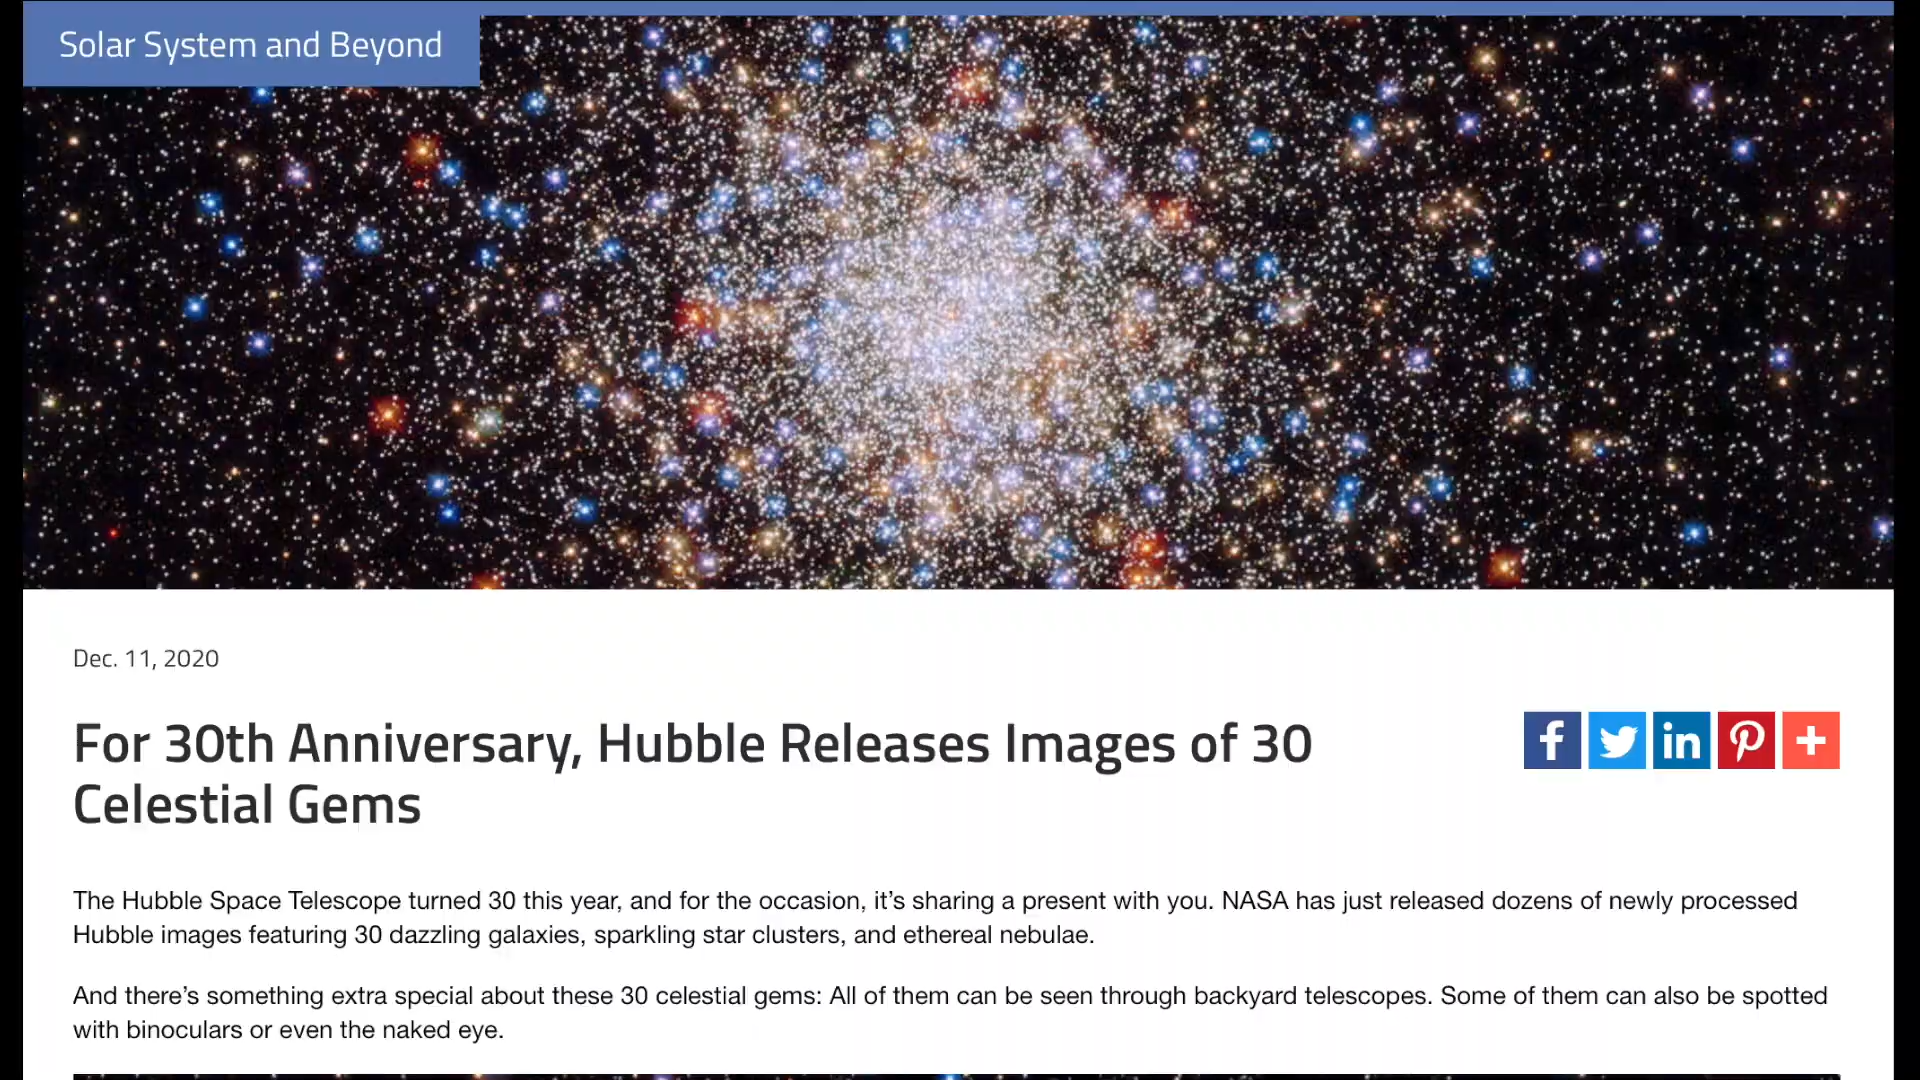 Solar System and Beyond
Dec. 11, 2020
For 30th Anniversary, Hubble Releases Images of 30
Celestial Gems
The Hubble Space Telescope turned 30 this year, and for the occasion, it’s sharing a present with you. NASA has just released dozens of newly processed
Hubble images featuring 30 dazzling galaxies, sparkling star clusters, and ethereal nebulae.
And there’s something extra special about these 30 celestial gems: All of them can be seen through backyard telescopes. Some of them can also be spotted
with binoculars or even the naked eye.